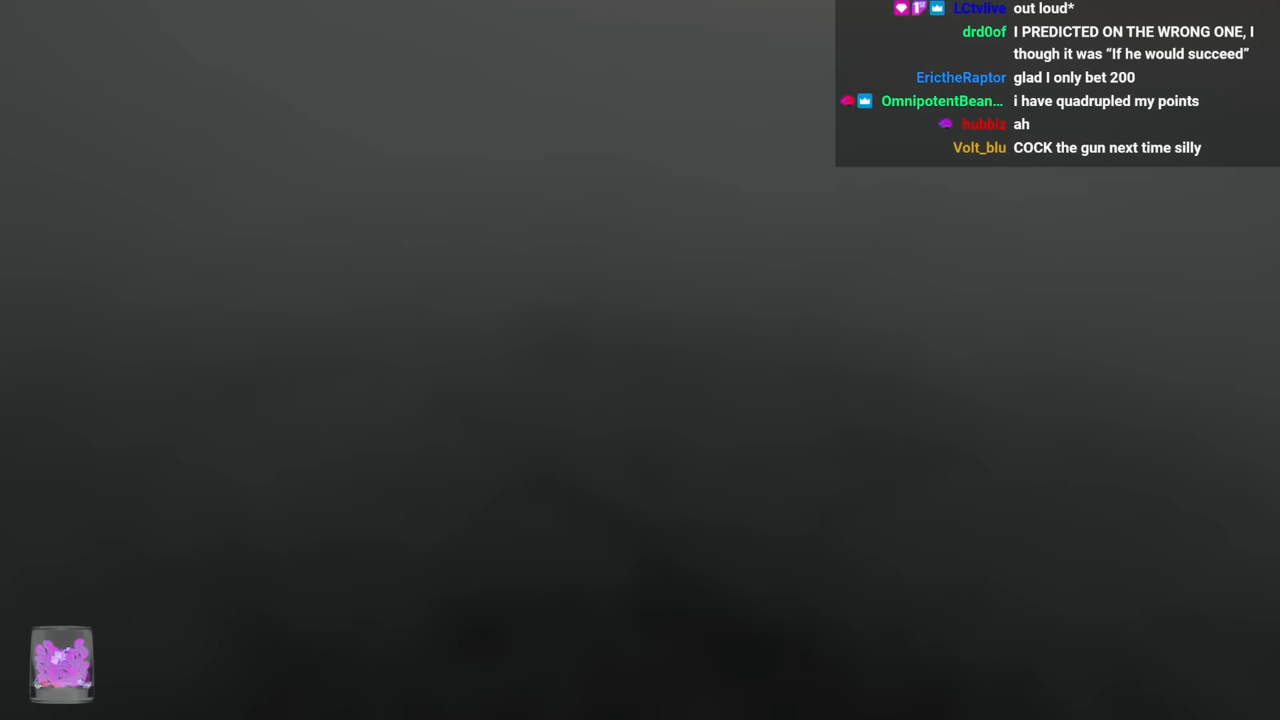 LCtvlive out loud*
drd0of I PREDICTED ON THE WRONG ONE, I
though it was “If he would succeed”
ErictheRaptor glad I only bet 200
OmnipotentBean... i have quadrupled my points
hubblz ah
Volt_blu COCK the gun next time silly